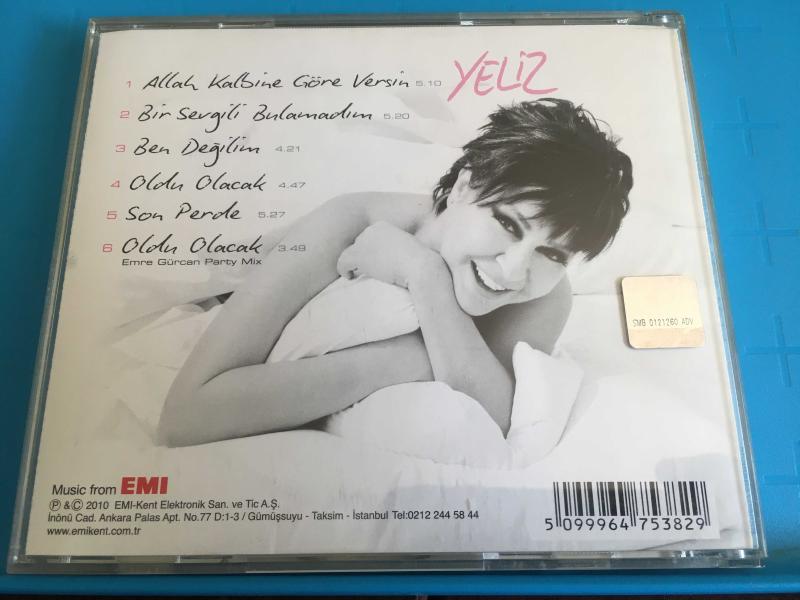 YELİZ
1 Allah Kalbine Göre Versin 5.10
2 Bir Sevgili Bulamadım 5.20
3 Ben Değilim 4.21
4 Oldu Olacak 4.47
5 Son Perde 5.27
6 Oldu Olacak 3.49
Emre Gürcan Party Mix
SMB 0121260 ADV
Music from EMI
℗ & © 2010 EMI-Kent Elektronik San. ve Tic A.Ş.
İnönü Cad. Ankara Palas Apt. No.77 D:1-3 / Gümüşsuyu - Taksim - İstanbul Tel:0212 244 58 44
www.emikent.com.tr
5 099964 753829